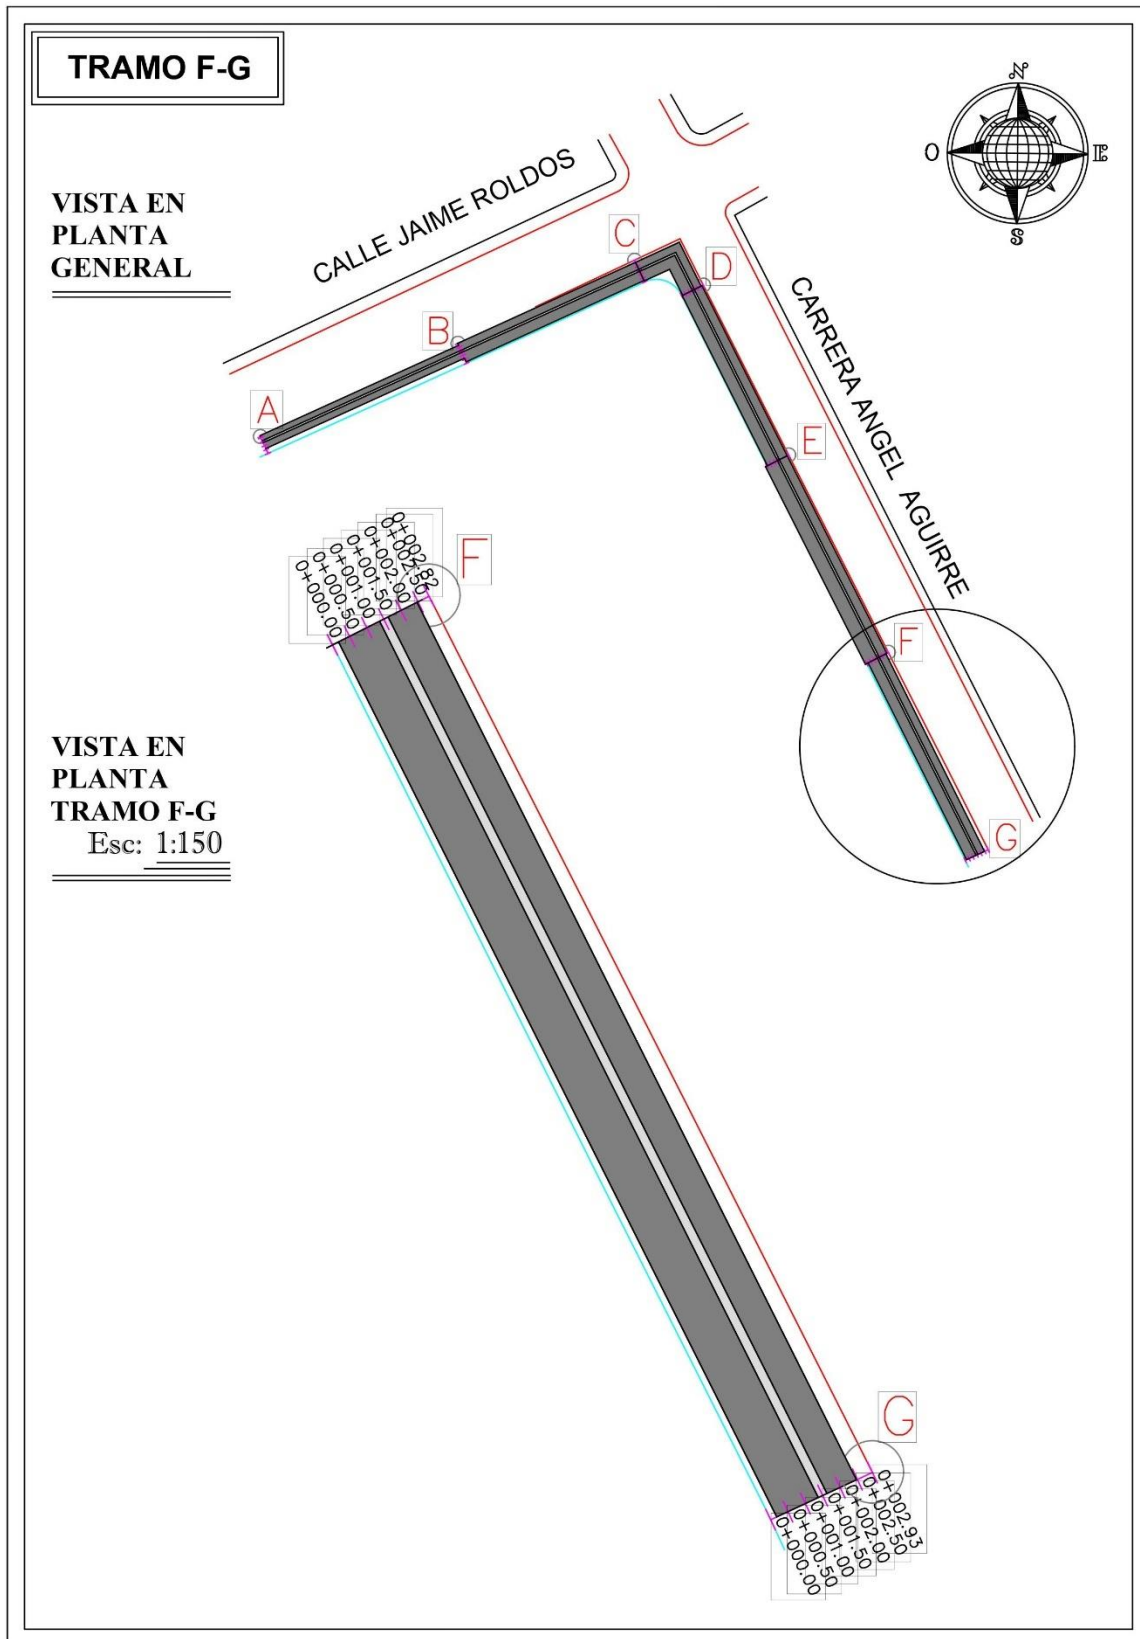 TRAMO F-G
N
O
E
S
VISTA EN
PLANTA
GENERAL
CALLE JAIME ROLDOS
C
D
B
A
CARRERA ANGEL AGUIRRE
E
F
G
F
0+000.00
0+000.50
0+001.00
0+001.50
0+002.00
0+002.50
0+002.82
VISTA EN
PLANTA
TRAMO F-G
Esc: 1:150
G
0+000.00
0+000.50
0+001.00
0+001.50
0+002.00
0+002.50
0+002.93